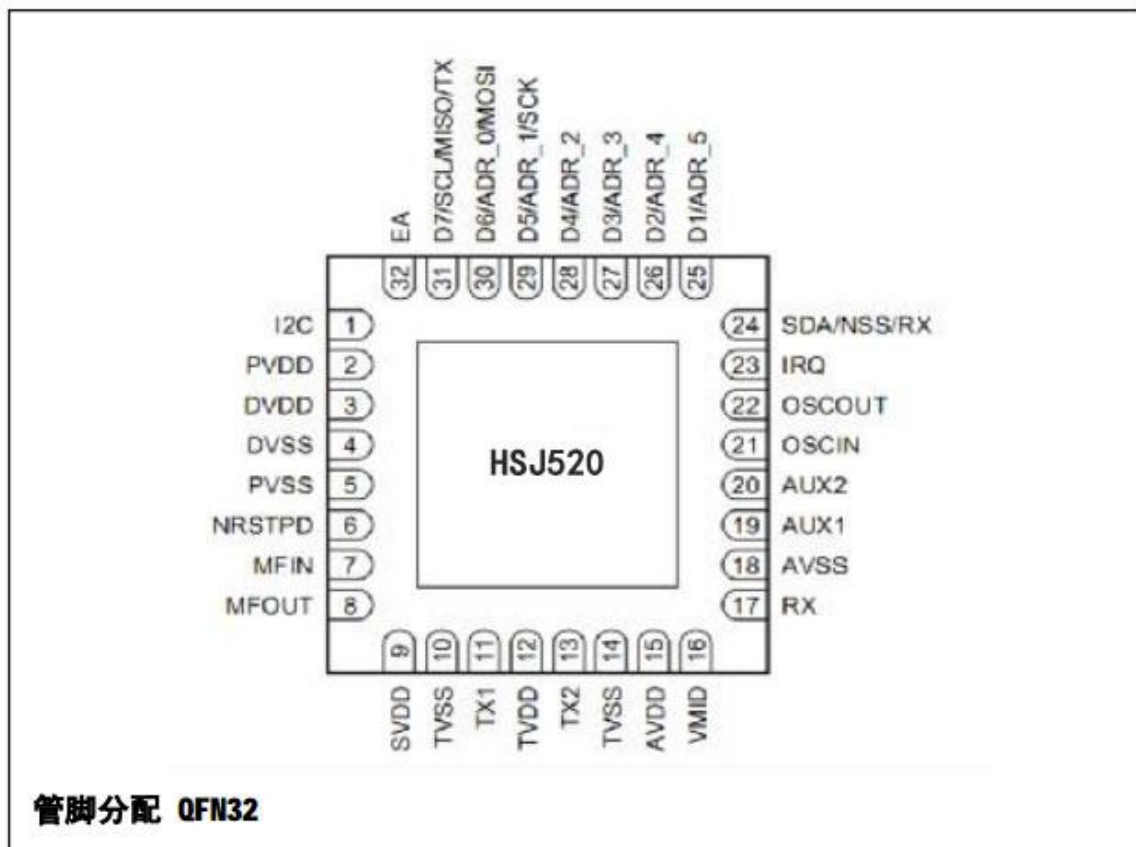 EA
D7/SCL/MISO/TX
D6/ADR_0/MOSI
D5/ADR_1/SCK
D4/ADR_2
D3/ADR_3
D2/ADR_4
D1/ADR_5
32 31 30 29 28 27 26 25
I2C 1
PVDD 2
DVDD 3
DVSS 4
PVSS 5
NRSTPD 6
MFIN 7
MFOUT 8
HSJ520
24 SDA/NSS/RX
23 IRQ
22 OSCOUT
21 OSCIN
20 AUX2
19 AUX1
18 AVSS
17 RX
9 10 11 12 13 14 15 16
SVDD
TVSS
TX1
TVDD
TX2
TVSS
AVDD
VMID
管脚分配 QFN32